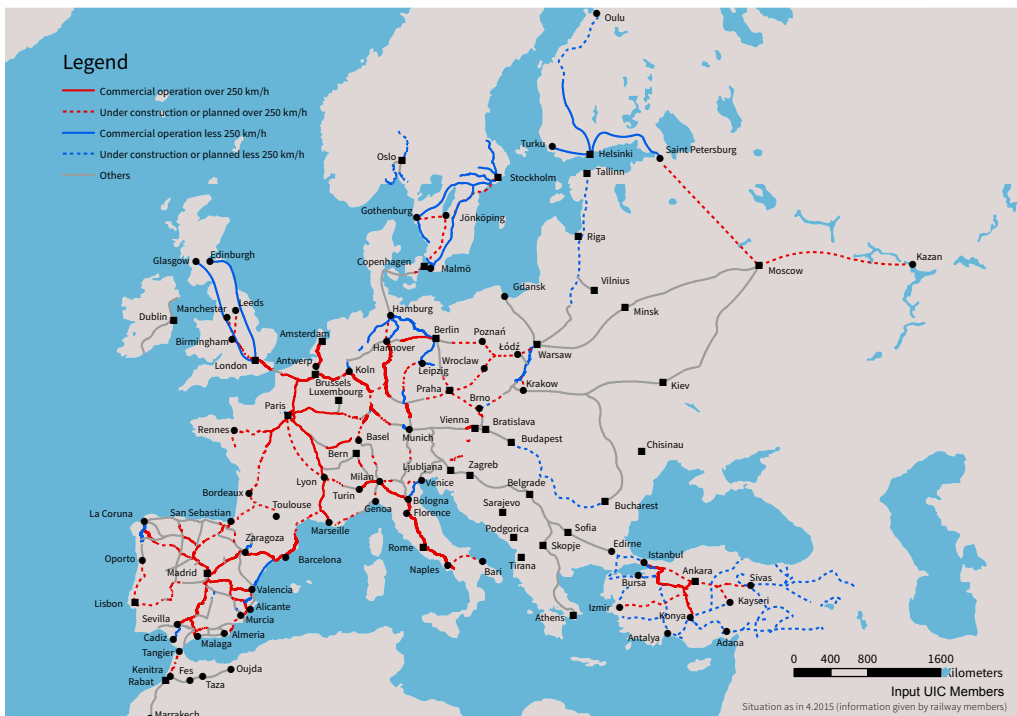 Oulu
Legend
Commercial operation over 250 km/h
Under construction or planned over 250 km/h
Commercial operation less 250 km/h
Under construction or planned less 250 km/h
Others
Turku
Helsinki
Saint Petersburg
Oslo
Tallinn
Stockholm
Gothenburg
Jönköping
Riga
Glasgow
Edinburgh
Copenhagen
Malmö
Moscow
Kazan
Vilnius
Gdansk
Minsk
Dublin
Manchester
Leeds
Hamburg
Amsterdam
Berlin
Poznań
Birmingham
Hannover
Łódź
Warsaw
London
Antwerp
Koln
Leipzig
Wroclaw
Brussels
Luxembourg
Praha
Krakow
Kiev
Brno
Paris
Rennes
Basel
Munich
Vienna
Bratislava
Budapest
Chisinau
Bern
Ljubljana
Zagreb
Lyon
Milan
Venice
Belgrade
Bordeaux
Turin
Genoa
Bologna
Toulouse
Florence
Sarajevo
Bucharest
La Coruna
San Sebastian
Marseille
Podgorica
Sofia
Zaragoza
Rome
Skopje
Edirne
Istanbul
Oporto
Madrid
Barcelona
Naples
Bari
Tirana
Bursa
Ankara
Sivas
Valencia
Lisbon
Alicante
Izmir
Kayseri
Sevilla
Murcia
Athens
Konya
Cadiz
Malaga
Almeria
Antalya
Adana
Tangier
Kenitra
Fes
Oujda
Rabat
Taza
0 400 800 1600
Kilometers
Input UIC Members
Situation as in 4.2015 (information given by railway members)
Marrakech